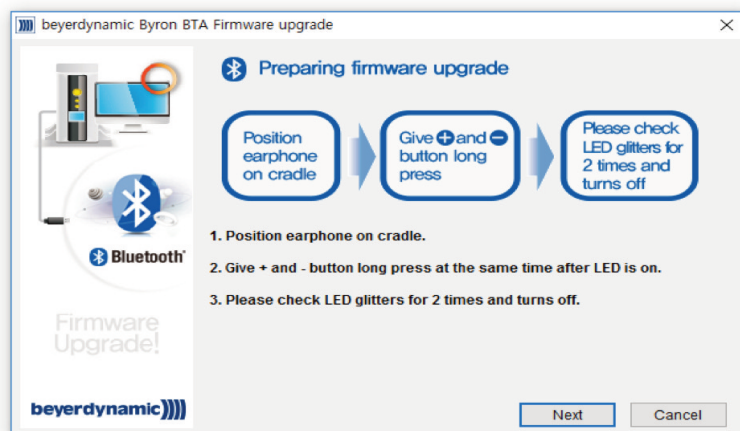 beyerdynamic Byron BTA Firmware upgrade
Preparing firmware upgrade
Position
earphone
on cradle
Give + and -
button long
press
Please check
LED glitters for
2 times and
turns off
Bluetooth
1. Position earphone on cradle.
2. Give + and - button long press at the same time after LED is on.
3. Please check LED glitters for 2 times and turns off.
Firmware
Upgrade!
beyerdynamic))))
Next
Cancel